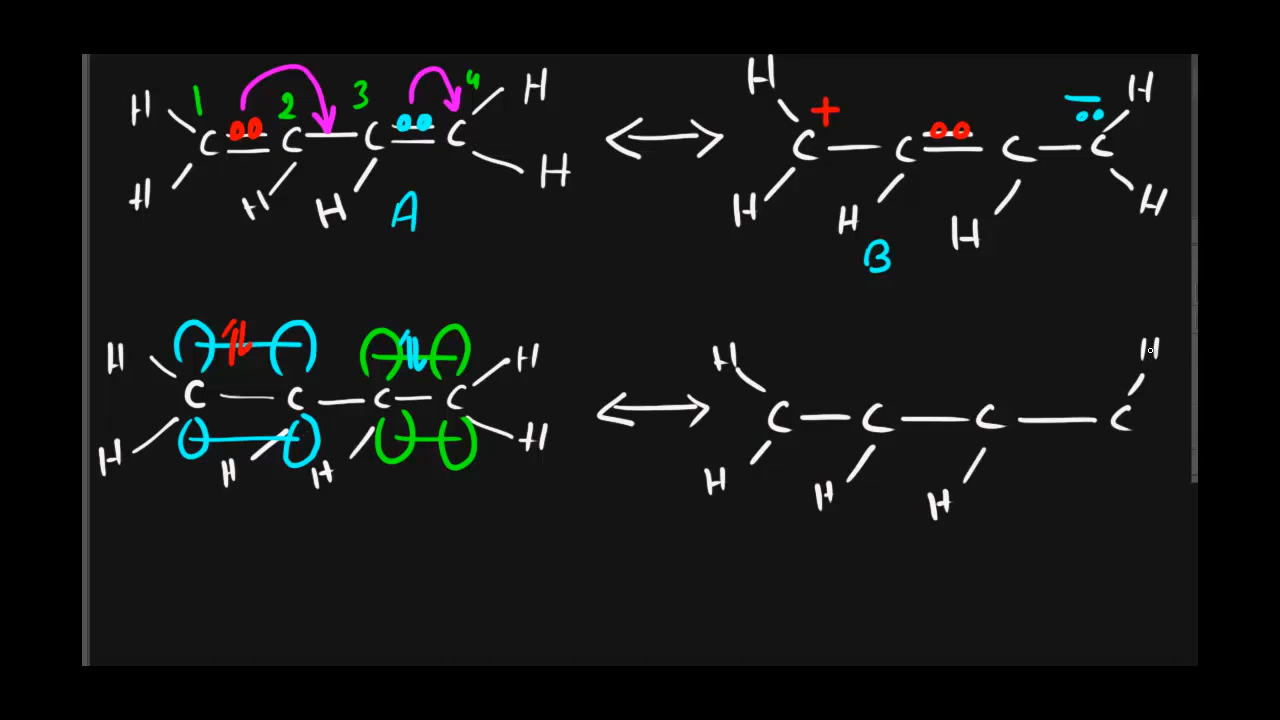 H 1 2 3 4 H H +  − H
C = C — C = C ⟷ C — C = C — C
H H H H H H H H
A B
H H H H
C — C — C — C ⟷ C — C — C — C
H H H H H H H